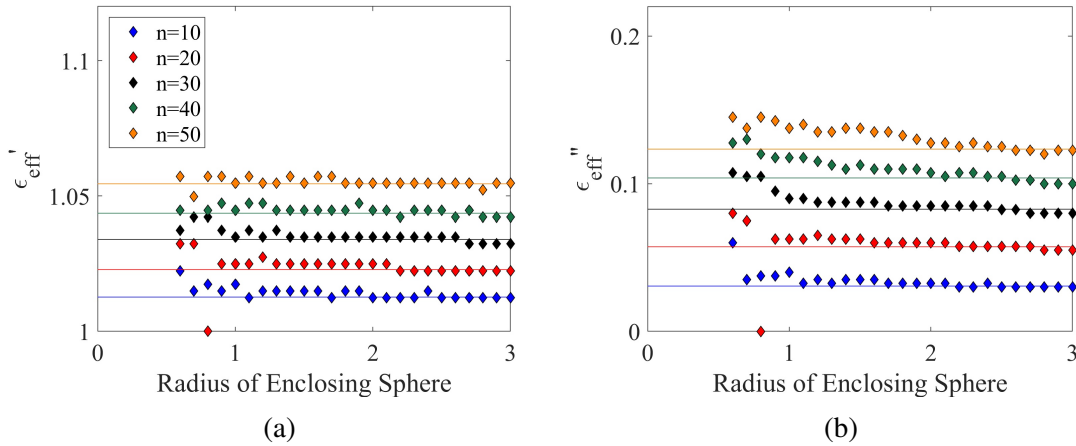 n=10
n=20
n=30
n=40
n=50
1.1
1.05
1
ϵeff'
0 1 2 3
Radius of Enclosing Sphere
(a)
0.2
0.1
0
ϵeff"
0 1 2 3
Radius of Enclosing Sphere
(b)